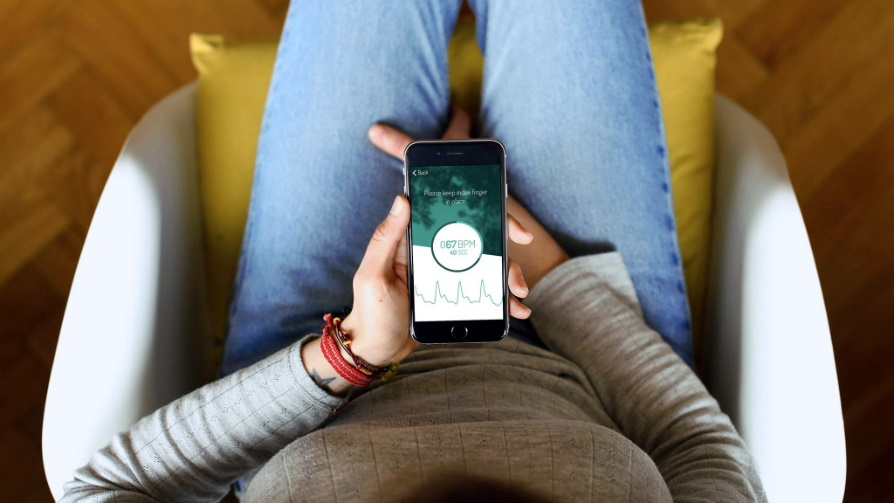 Back
Please keep index finger
in place
067 BPM
40 SEC